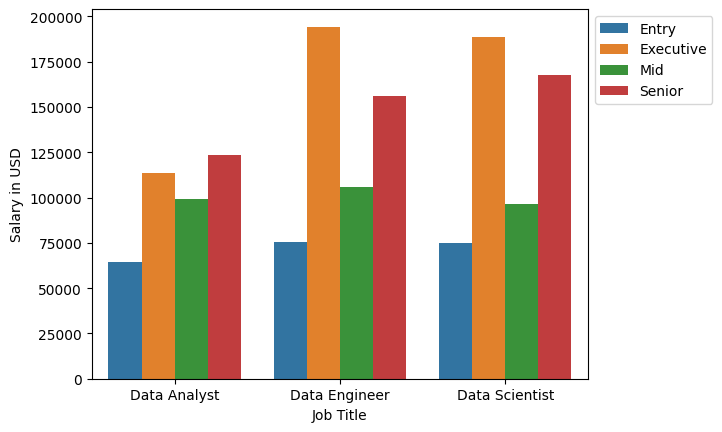 200000
175000
150000
125000
100000
75000
50000
25000
0
Salary in USD
Data Analyst
Data Engineer
Data Scientist
Job Title
Entry
Executive
Mid
Senior